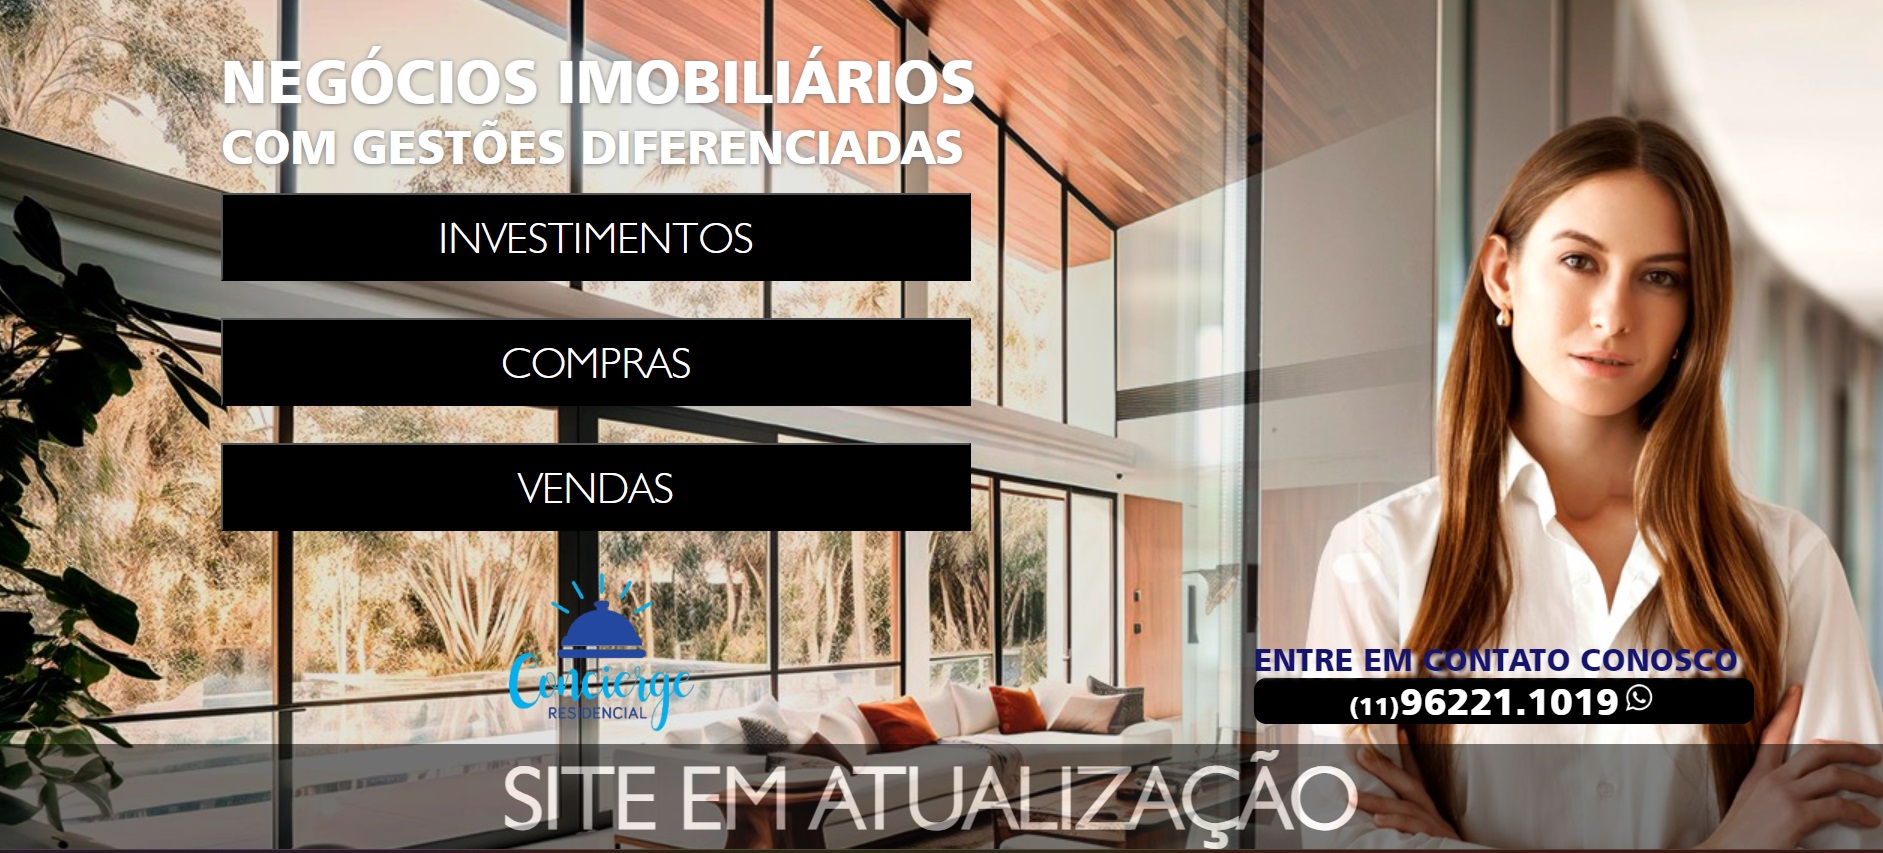 NEGÓCIOS IMOBILIÁRIOS
COM GESTÕES DIFERENCIADAS
INVESTIMENTOS
COMPRAS
VENDAS
Concierge
RESIDENCIAL
ENTRE EM CONTATO CONOSCO
(11)96221.1019
SITE EM ATUALIZAÇÃO